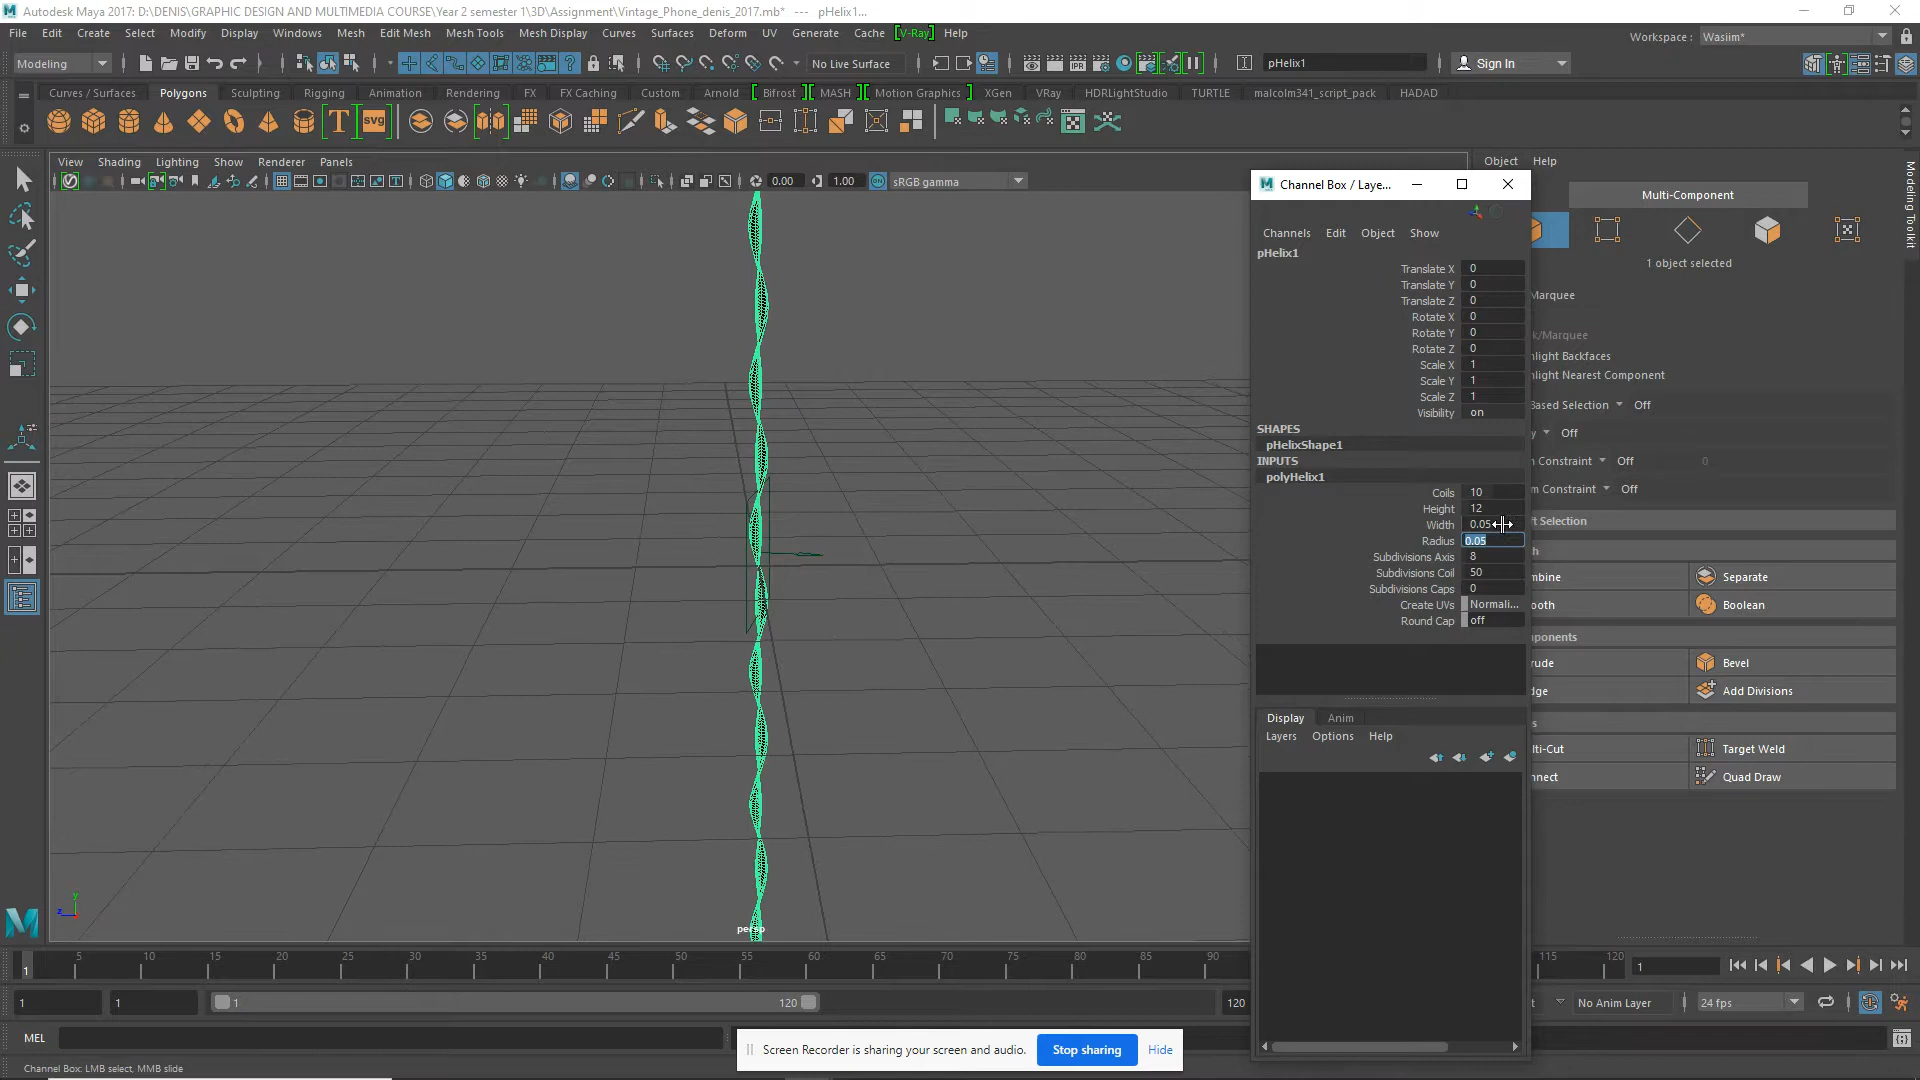 Autodesk Maya 2017: D:\DENIS\GRAPHIC DESIGN AND MULTIMEDIA COURSE\Year 2 semester 1\3D\Assignment\Vintage_Phone_denis_2017.mb* --- pHelix1...
File Edit Create Select Modify Display Windows Mesh Edit Mesh Mesh Tools Mesh Display Curves Surfaces Deform UV Generate Cache [V-Ray] Help
Workspace : Wasiim*
Modeling No Live Surface pHelix1 Sign In
Curves / Surfaces Polygons Sculpting Rigging Animation Rendering FX FX Caching Custom Arnold Bifrost MASH Motion Graphics XGen VRay HDRLightStudio TURTLE malcolm341_script_pack HADAD
T svg
View Shading Lighting Show Renderer Panels
0.00 1.00 sRGB gamma
Channel Box / Laye...
Channels Edit Object Show
pHelix1
Translate X 0
Translate Y 0
Translate Z 0
Rotate X 0
Rotate Y 0
Rotate Z 0
Scale X 1
Scale Y 1
Scale Z 1
Visibility on
SHAPES
pHelixShape1
INPUTS
polyHelix1
Coils 10
Height 12
Width 0.05
Radius 0.05
Subdivisions Axis 8
Subdivisions Coil 50
Subdivisions Caps 0
Create UVs Normali...
Round Cap off
Display Anim
Layers Options Help
Object Help
Multi-Component
1 object selected
Marquee
k/Marquee
nlight Backfaces
nlight Nearest Component
Based Selection Off
y Off
n Constraint Off 0
m Constraint Off
ft Selection
h
nbine Separate
ooth Boolean
nponents
rude Bevel
dge Add Divisions
s
lti-Cut Target Weld
nnect Quad Draw
Modeling Toolkit
persp
y
z
5 10 15 20 25 30 35 40 45 50 55 60 65 70 75 80 85 90 115 120
1 1
1 1 1 120 120 t No Anim Layer 24 fps
MEL
Screen Recorder is sharing your screen and audio. Stop sharing Hide
Channel Box: LMB select, MMB slide